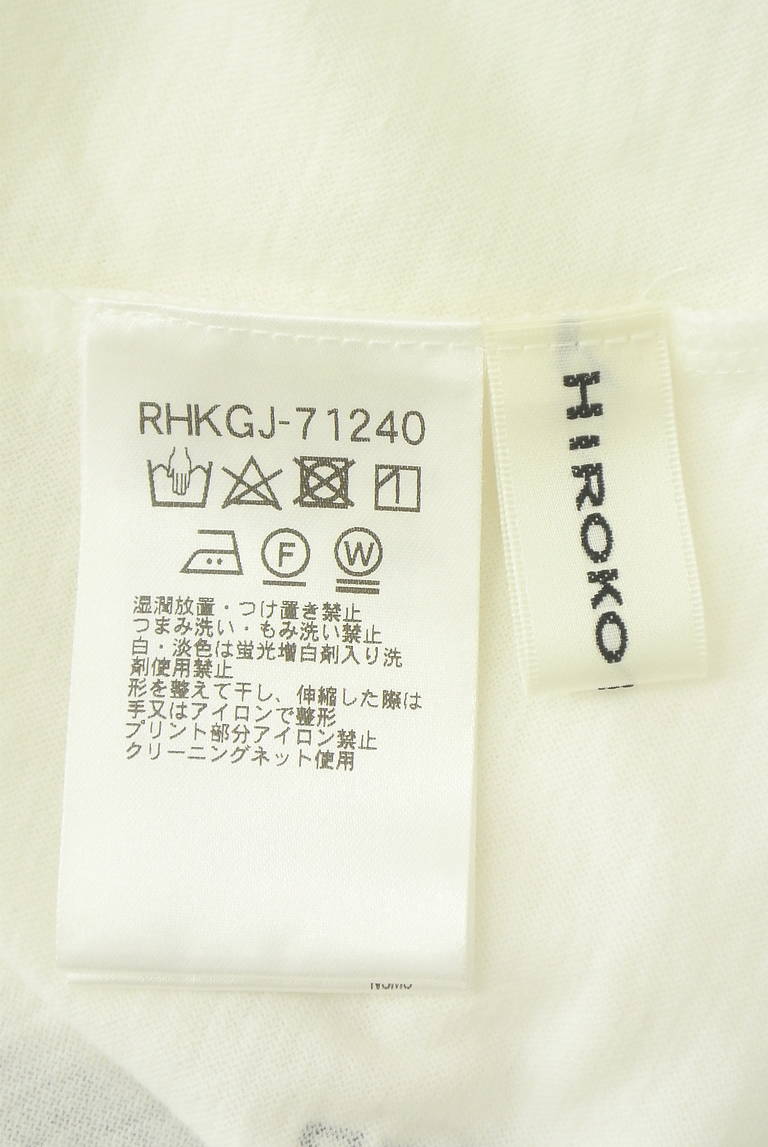 RHKGJ-71240
F W
湿潤放置・つけ置き禁止
つまみ洗い・もみ洗い禁止
白・淡色は蛍光増白剤入り洗
剤使用禁止
形を整えて干し、伸縮した際は
手又はアイロンで整形
プリント部分アイロン禁止
クリーニングネット使用
HIROKO